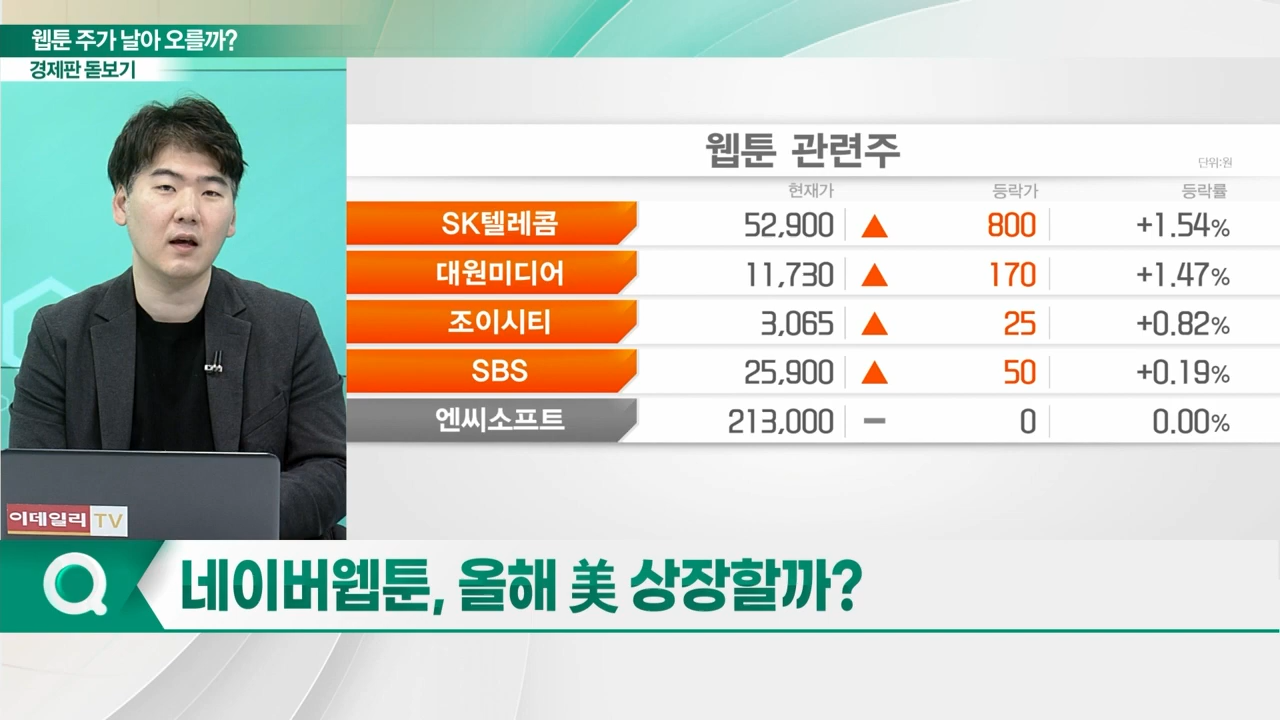 웹툰 주가 날아 오를까?
경제판 돋보기
웹툰 관련주
단위:원
현재가 등락가 등락률
SK텔레콤 52,900 ▲ 800 +1.54%
대원미디어 11,730 ▲ 170 +1.47%
조이시티 3,065 ▲ 25 +0.82%
SBS 25,900 ▲ 50 +0.19%
엔씨소프트 213,000 - 0 0.00%
이데일리 TV
네이버웹툰, 올해 美 상장할까?